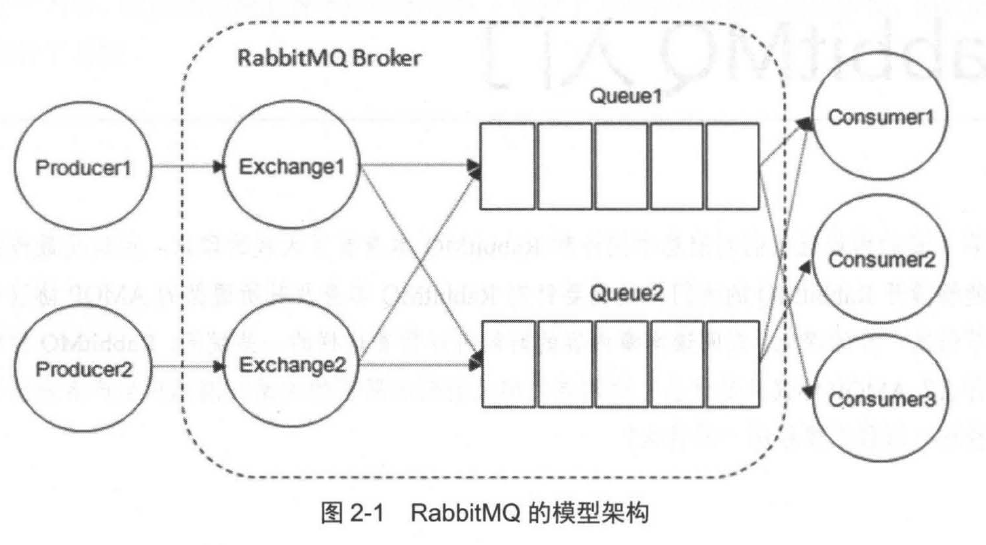 RabbitMQ Broker
Queue1
Producer1
Exchange1
Consumer1
Consumer2
Queue2
Producer2
Exchange2
Consumer3
图 2-1 RabbitMQ 的模型架构